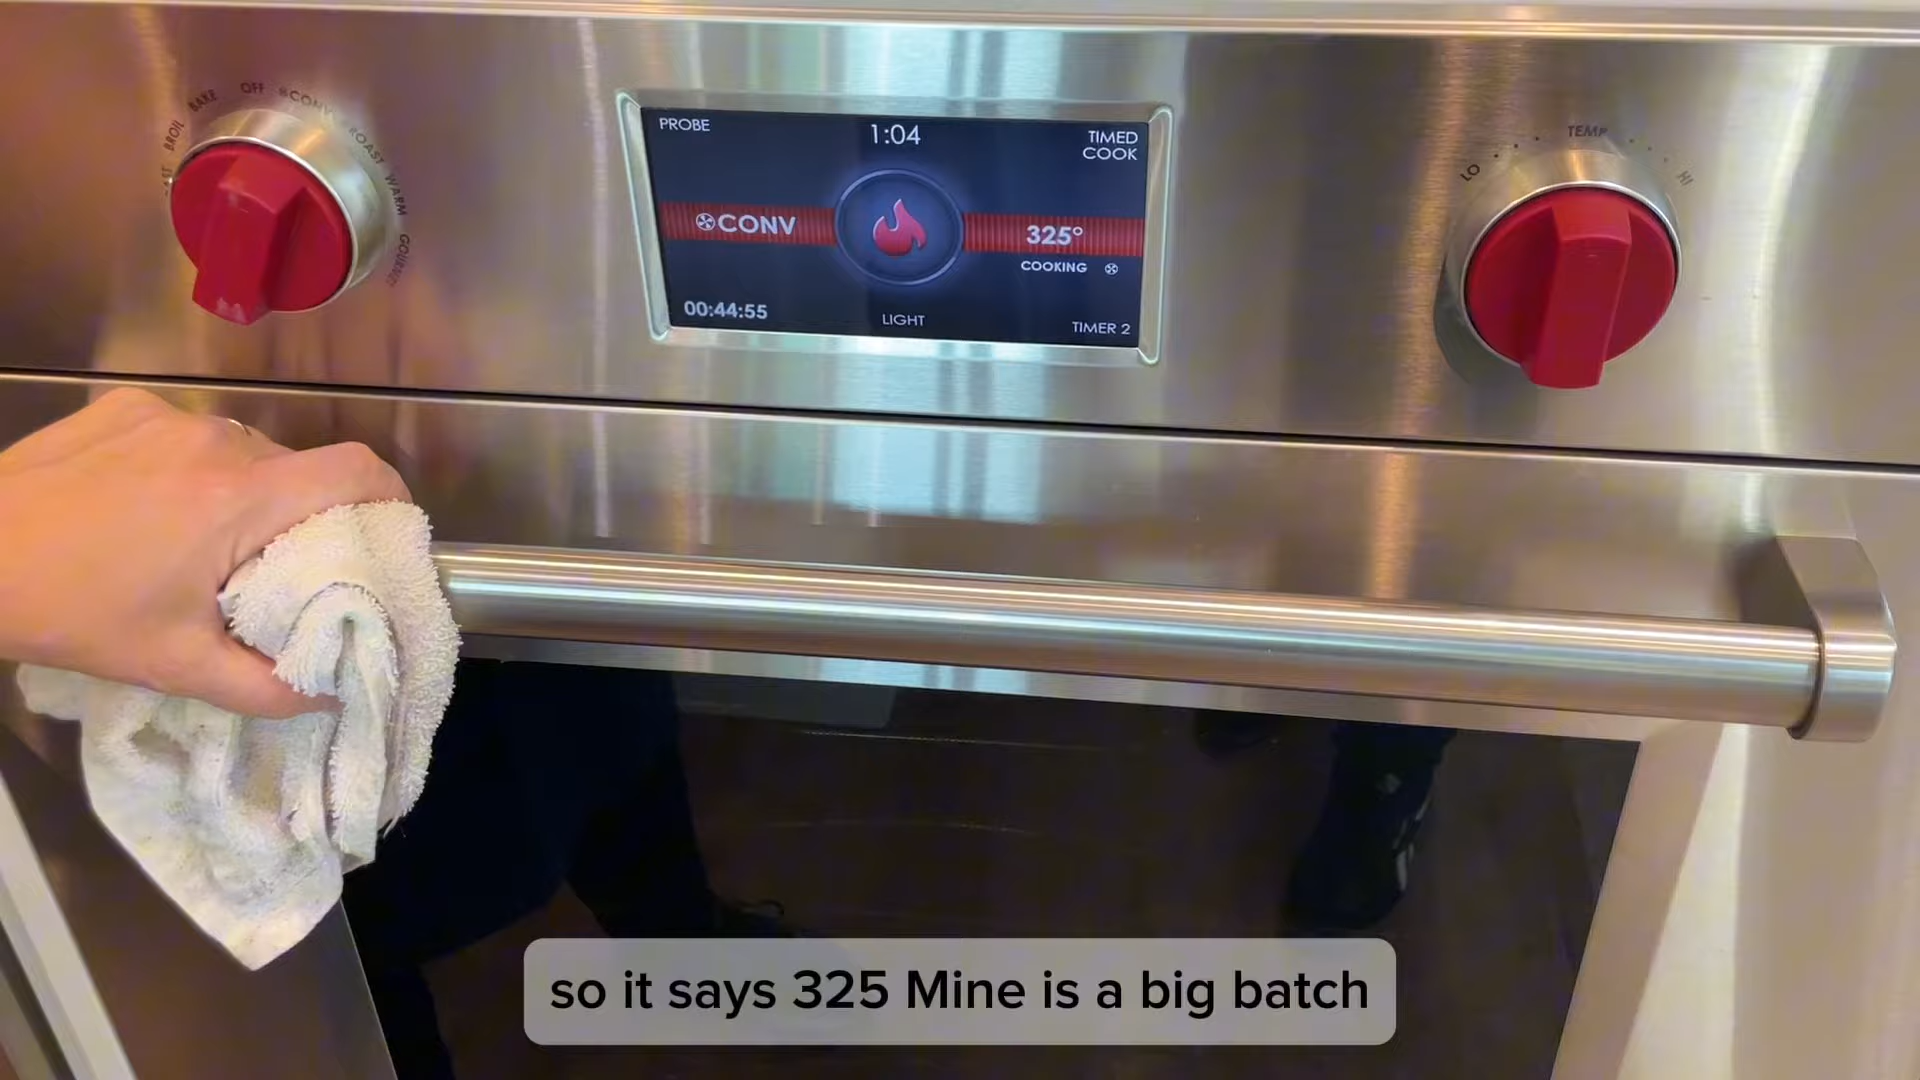 BROIL
BAKE
OFF
CONV
ROAST
WARM
GOURMET
PROBE
1:04
TIMED
COOK
CONV
325°
COOKING
00:44:55
LIGHT
TIMER 2
LO
TEMP
HI
so it says 325 Mine is a big batch